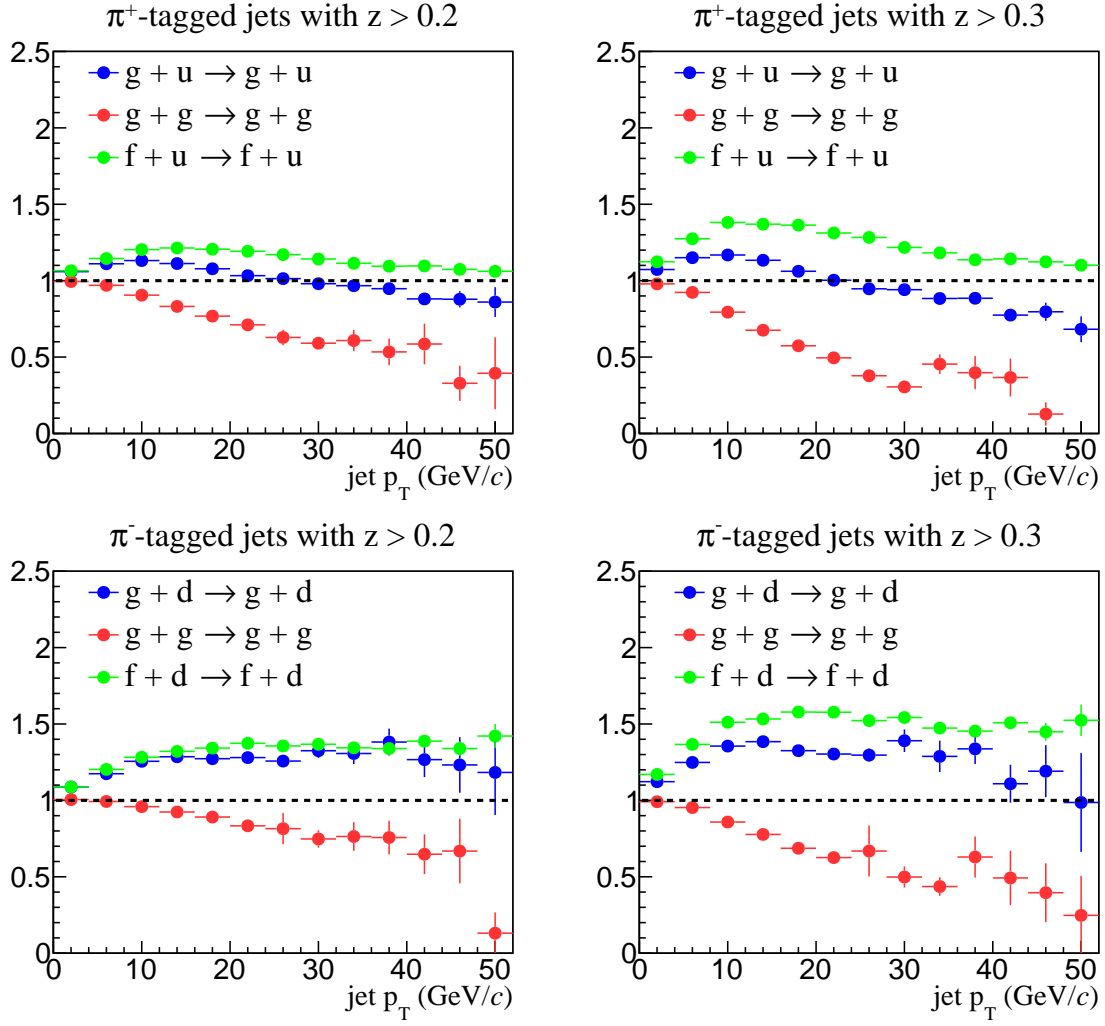 π⁺-tagged jets with z > 0.2
2.5
g + u → g + u
g + g → g + g
f + u → f + u
2
1.5
1
0.5
0
0 10 20 30 40 50
jet p_T (GeV/c)
π⁺-tagged jets with z > 0.3
2.5
g + u → g + u
g + g → g + g
f + u → f + u
2
1.5
1
0.5
0
0 10 20 30 40 50
jet p_T (GeV/c)
π⁻-tagged jets with z > 0.2
2.5
g + d → g + d
g + g → g + g
f + d → f + d
2
1.5
1
0.5
0
0 10 20 30 40 50
jet p_T (GeV/c)
π⁻-tagged jets with z > 0.3
2.5
g + d → g + d
g + g → g + g
f + d → f + d
2
1.5
1
0.5
0
0 10 20 30 40 50
jet p_T (GeV/c)